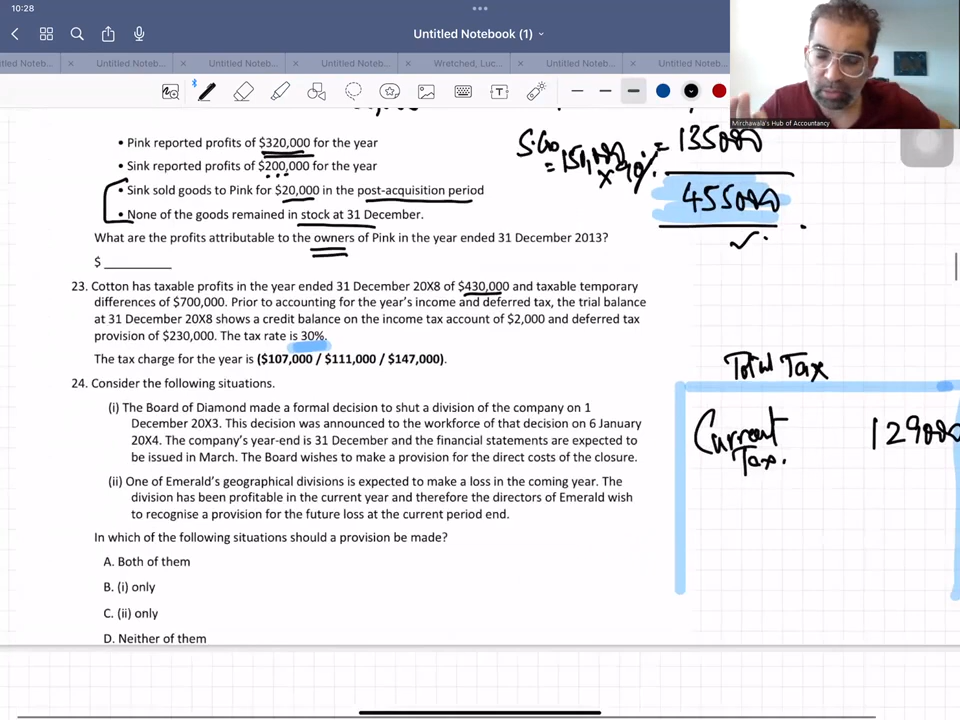 10:28
Untitled Notebook (1)
Untitled Noteb...
Untitled Noteb...
Untitled Noteb...
Wretched, Luc...
Untitled Noteb...
Untitled Noteb...
Mirchawala's Hub of Accountancy
• Pink reported profits of $320,000 for the year
• Sink reported profits of $200,000 for the year
• Sink sold goods to Pink for $20,000 in the post-acquisition period
• None of the goods remained in stock at 31 December.
What are the profits attributable to the owners of Pink in the year ended 31 December 2013?
$ ___________
= 135000
455000
23. Cotton has taxable profits in the year ended 31 December 20X8 of $430,000 and taxable temporary
differences of $700,000. Prior to accounting for the year's income and deferred tax, the trial balance
at 31 December 20X8 shows a credit balance on the income tax account of $2,000 and deferred tax
provision of $230,000. The tax rate is 30%.
The tax charge for the year is ($107,000 / $111,000 / $147,000).
Total Tax
Current 129000
Tax.
24. Consider the following situations.
(i) The Board of Diamond made a formal decision to shut a division of the company on 1
December 20X3. This decision was announced to the workforce of that decision on 6 January
20X4. The company's year-end is 31 December and the financial statements are expected to
be issued in March. The Board wishes to make a provision for the direct costs of the closure.
(ii) One of Emerald's geographical divisions is expected to make a loss in the coming year. The
division has been profitable in the current year and therefore the directors of Emerald wish
to recognise a provision for the future loss at the current period end.
In which of the following situations should a provision be made?
A. Both of them
B. (i) only
C. (ii) only
D. Neither of them